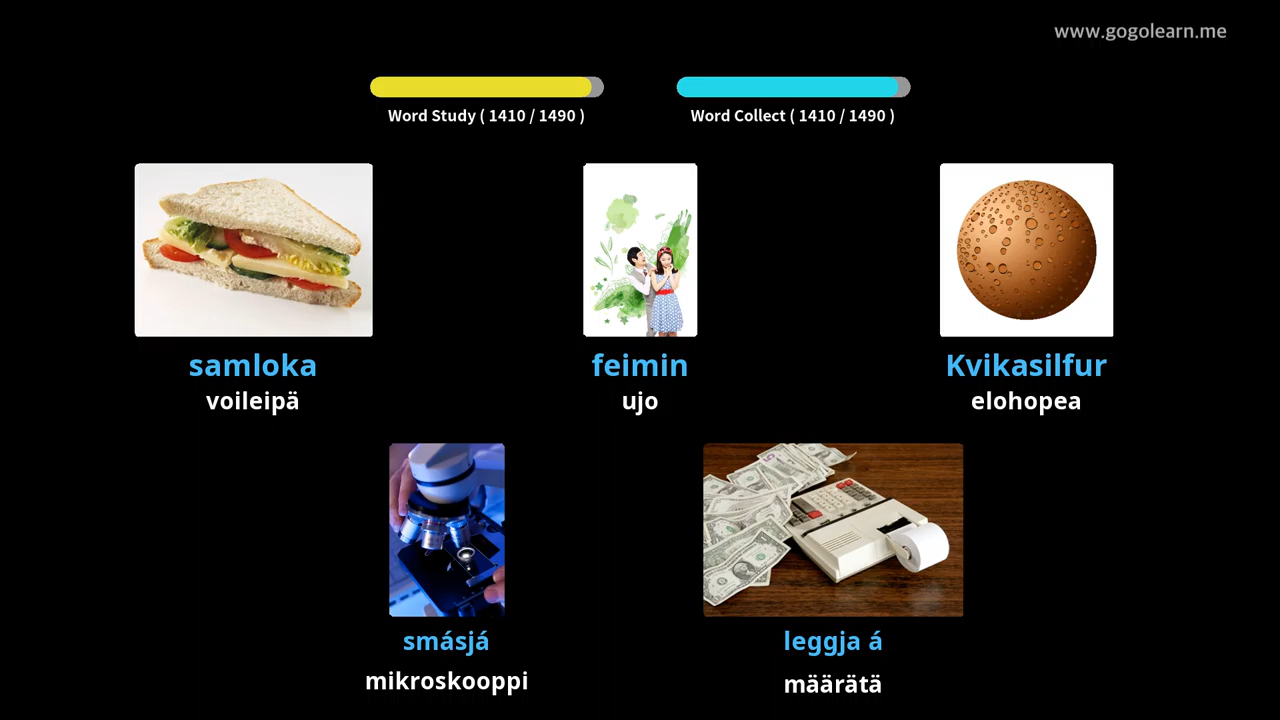 www.gogolearn.me
Word Study ( 1410 / 1490 )
Word Collect ( 1410 / 1490 )
samloka
voileipä
feimin
ujo
Kvikasilfur
elohopea
smásjá
mikroskooppi
leggja á
määrätä